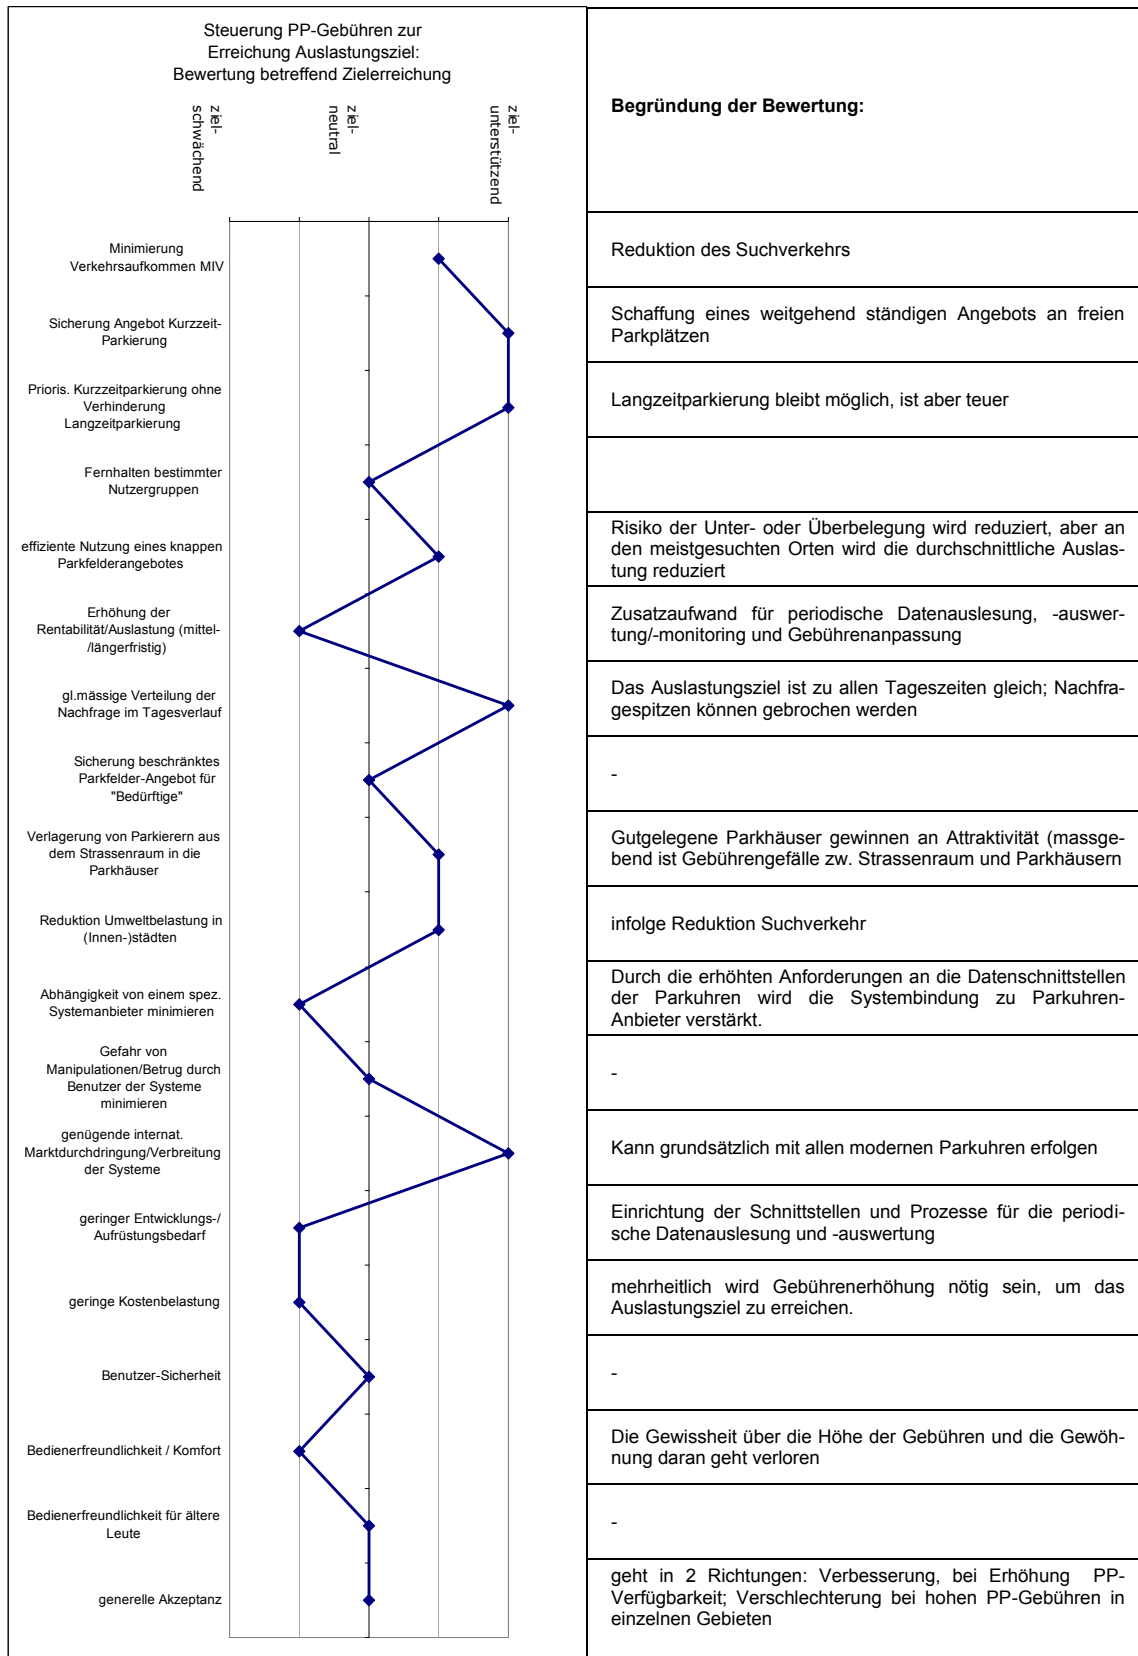 Steuerung PP-Gebühren zur
Erreichung Auslastungsziel:
Bewertung betreffend Zielerreichung
ziel-
schwächend
ziel-
neutral
ziel-
unterstützend
Begründung der Bewertung:
Minimierung
Verkehrsaufkommen MIV
Reduktion des Suchverkehrs
Sicherung Angebot Kurzzeit-
Parkierung
Schaffung eines weitgehend ständigen Angebots an freien
Parkplätzen
Prioris. Kurzzeitparkierung ohne
Verhinderung
Langzeitparkierung
Langzeitparkierung bleibt möglich, ist aber teuer
Fernhalten bestimmter
Nutzergruppen
effiziente Nutzung eines knappen
Parkfelderangebotes
Risiko der Unter- oder Überbelegung wird reduziert, aber an
den meistgesuchten Orten wird die durchschnittliche Auslas-
tung reduziert
Erhöhung der
Rentabilität/Auslastung (mittel-
/längerfristig)
Zusatzaufwand für periodische Datenauslesung, -auswer-
tung/-monitoring und Gebührenanpassung
gl.mässige Verteilung der
Nachfrage im Tagesverlauf
Das Auslastungsziel ist zu allen Tageszeiten gleich; Nachfra-
gespitzen können gebrochen werden
Sicherung beschränktes
Parkfelder-Angebot für
"Bedürftige"
-
Verlagerung von Parkierern aus
dem Strassenraum in die
Parkhäuser
Gutgelegene Parkhäuser gewinnen an Attraktivität (massge-
bend ist Gebührengefälle zw. Strassenraum und Parkhäusern
Reduktion Umweltbelastung in
(Innen-)städten
infolge Reduktion Suchverkehr
Abhängigkeit von einem spez.
Systemanbieter minimieren
Durch die erhöhten Anforderungen an die Datenschnittstellen
der Parkuhren wird die Systembindung zu Parkuhren-
Anbieter verstärkt.
Gefahr von
Manipulationen/Betrug durch
Benutzer der Systeme
minimieren
-
genügende internat.
Marktdurchdringung/Verbreitung
der Systeme
Kann grundsätzlich mit allen modernen Parkuhren erfolgen
geringer Entwicklungs-/
Aufrüstungsbedarf
Einrichtung der Schnittstellen und Prozesse für die periodi-
sche Datenauslesung und -auswertung
geringe Kostenbelastung
mehrheitlich wird Gebührenerhöhung nötig sein, um das
Auslastungsziel zu erreichen.
Benutzer-Sicherheit
-
Bedienerfreundlichkeit / Komfort
Die Gewissheit über die Höhe der Gebühren und die Gewöh-
nung daran geht verloren
Bedienerfreundlichkeit für ältere
Leute
-
generelle Akzeptanz
geht in 2 Richtungen: Verbesserung, bei Erhöhung PP-
Verfügbarkeit; Verschlechterung bei hohen PP-Gebühren in
einzelnen Gebieten